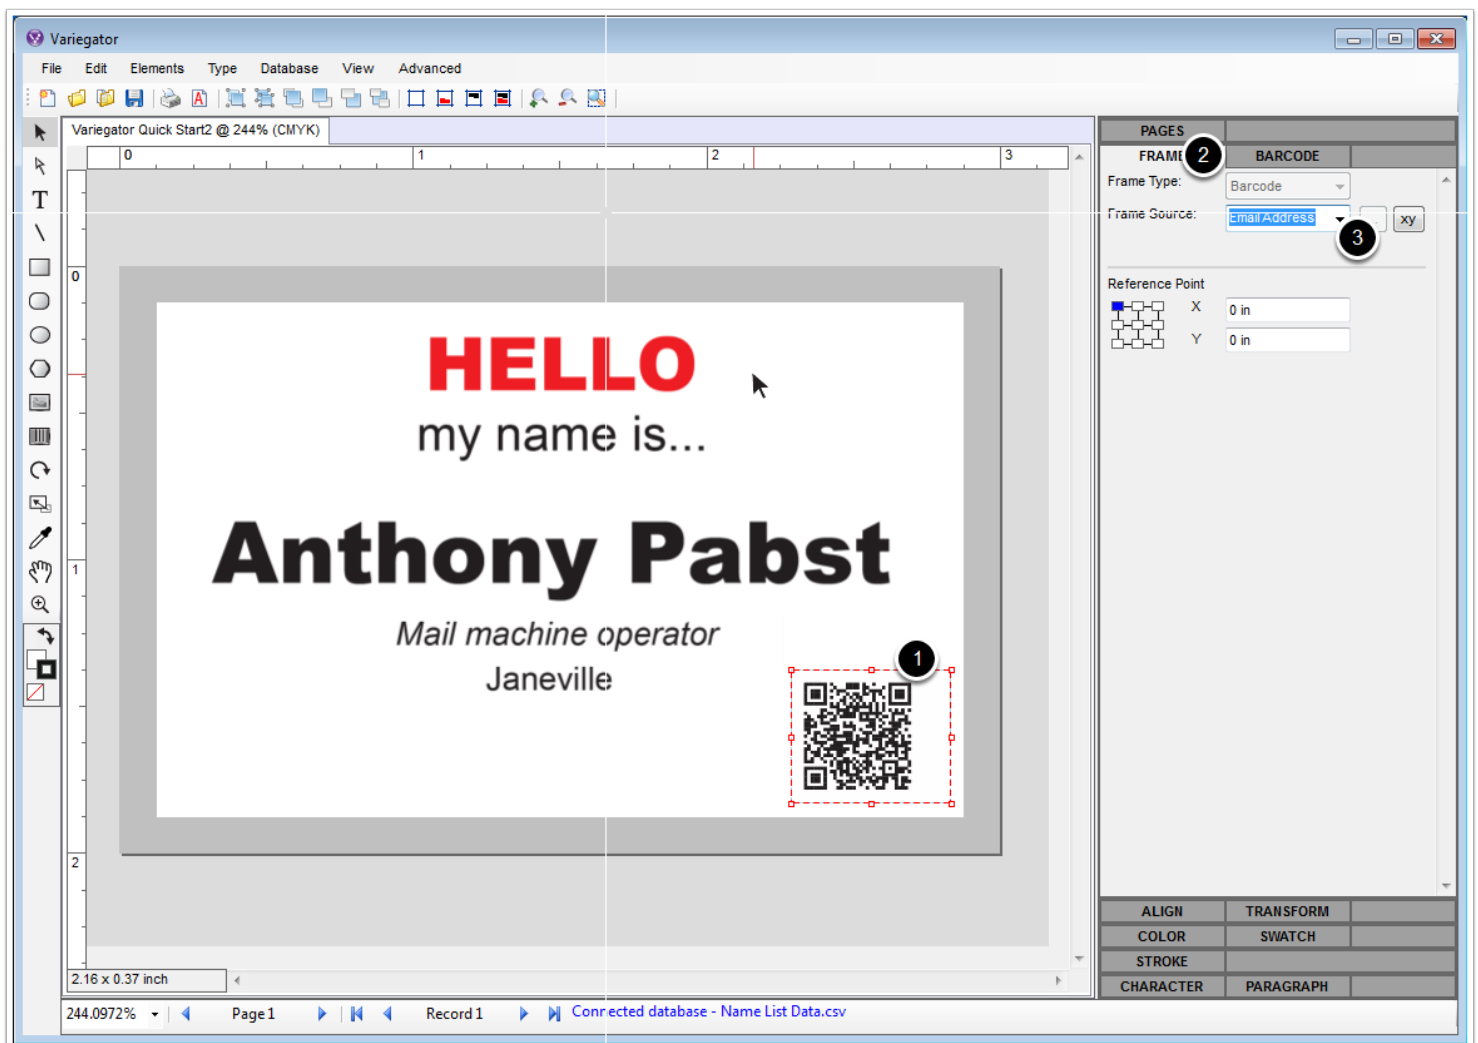 Variegator
File Edit Elements Type Database View Advanced
Variegator Quick Start2 @ 244% (CMYK)
0 1 2 3
0
1
2
HELLO
my name is...
Anthony Pabst
Mail machine operator
Janeville
1
PAGES
FRAME 2 BARCODE
Frame Type: Barcode
Frame Source: Email Address ... xy
3
Reference Point
X 0 in
Y 0 in
ALIGN TRANSFORM
COLOR SWATCH
STROKE
CHARACTER PARAGRAPH
2.16 x 0.37 inch
244.0972% Page 1 Record 1 Connected database - Name List Data.csv